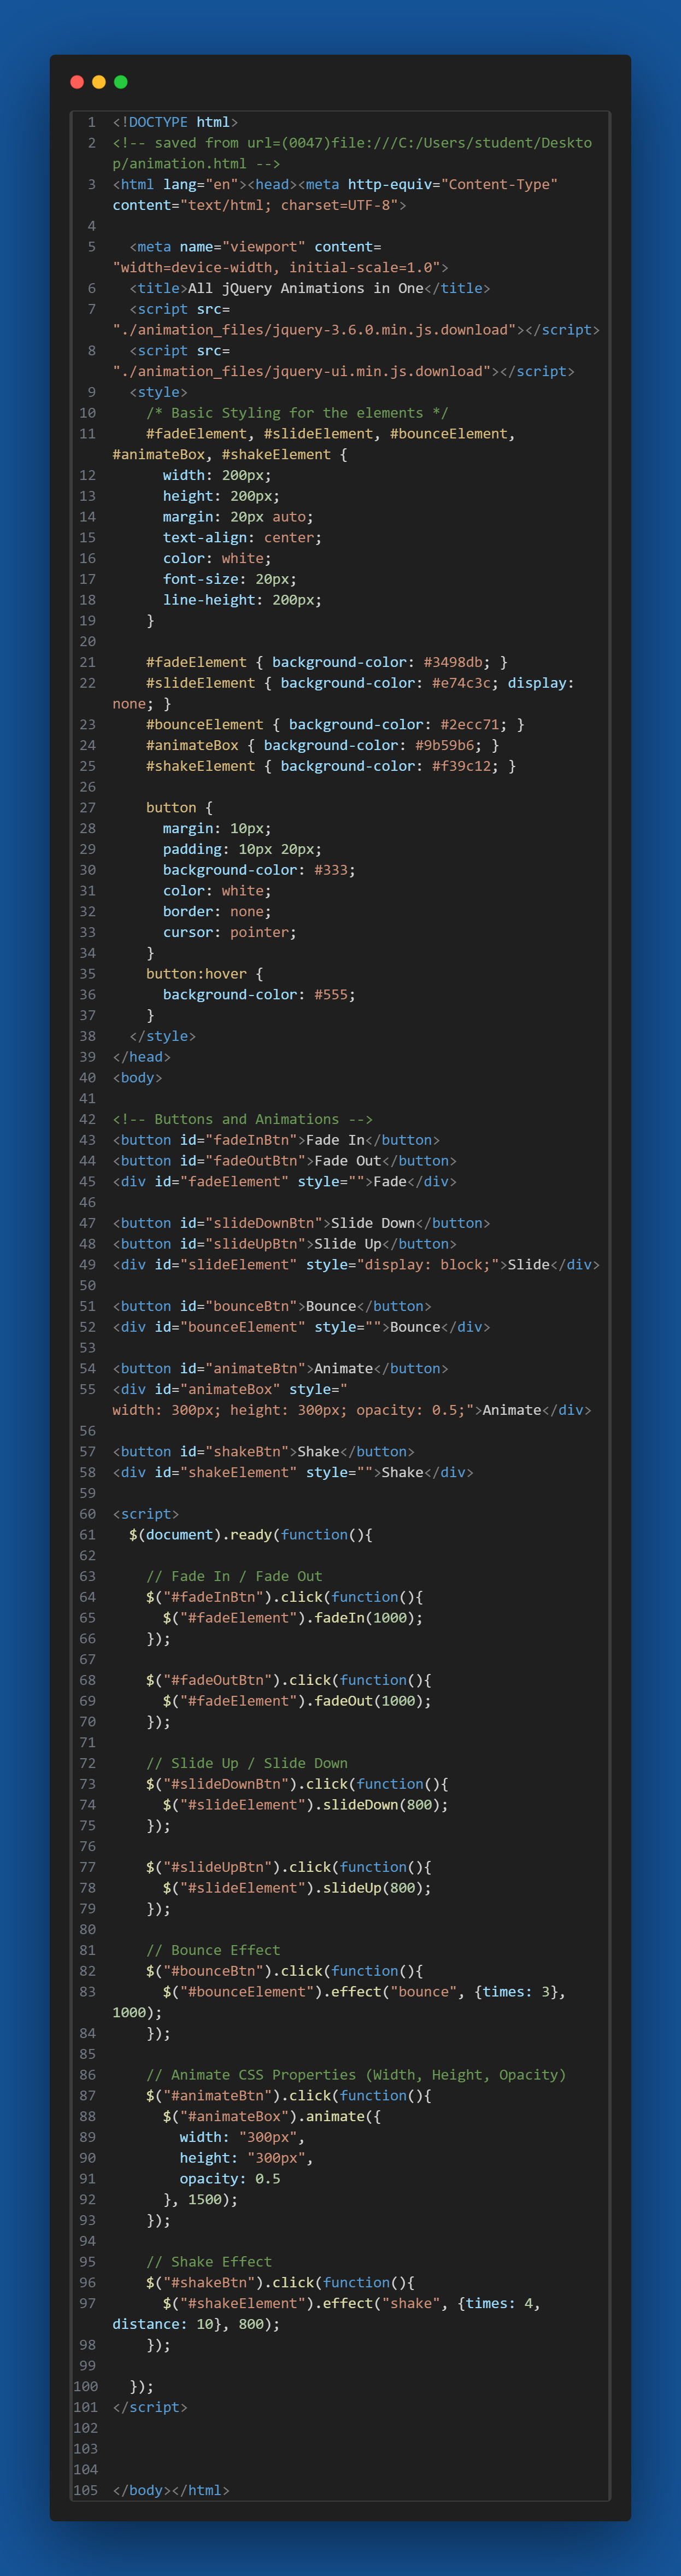 1 <!DOCTYPE html>
2 <!-- saved from url=(0047)file:///C:/Users/student/Deskto
p/animation.html -->
3 <html lang="en"><head><meta http-equiv="Content-Type"
content="text/html; charset=UTF-8">
4
5   <meta name="viewport" content=
"width=device-width, initial-scale=1.0">
6   <title>All jQuery Animations in One</title>
7   <script src=
"./animation_files/jquery-3.6.0.min.js.download"></script>
8   <script src=
"./animation_files/jquery-ui.min.js.download"></script>
9   <style>
10     /* Basic Styling for the elements */
11     #fadeElement, #slideElement, #bounceElement,
#animateBox, #shakeElement {
12       width: 200px;
13       height: 200px;
14       margin: 20px auto;
15       text-align: center;
16       color: white;
17       font-size: 20px;
18       line-height: 200px;
19     }
20
21     #fadeElement { background-color: #3498db; }
22     #slideElement { background-color: #e74c3c; display:
none; }
23     #bounceElement { background-color: #2ecc71; }
24     #animateBox { background-color: #9b59b6; }
25     #shakeElement { background-color: #f39c12; }
26
27     button {
28       margin: 10px;
29       padding: 10px 20px;
30       background-color: #333;
31       color: white;
32       border: none;
33       cursor: pointer;
34     }
35     button:hover {
36       background-color: #555;
37     }
38   </style>
39 </head>
40 <body>
41
42 <!-- Buttons and Animations -->
43 <button id="fadeInBtn">Fade In</button>
44 <button id="fadeOutBtn">Fade Out</button>
45 <div id="fadeElement" style="">Fade</div>
46
47 <button id="slideDownBtn">Slide Down</button>
48 <button id="slideUpBtn">Slide Up</button>
49 <div id="slideElement" style="display: block;">Slide</div>
50
51 <button id="bounceBtn">Bounce</button>
52 <div id="bounceElement" style="">Bounce</div>
53
54 <button id="animateBtn">Animate</button>
55 <div id="animateBox" style="
width: 300px; height: 300px; opacity: 0.5;">Animate</div>
56
57 <button id="shakeBtn">Shake</button>
58 <div id="shakeElement" style="">Shake</div>
59
60 <script>
61   $(document).ready(function(){
62
63     // Fade In / Fade Out
64     $("#fadeInBtn").click(function(){
65       $("#fadeElement").fadeIn(1000);
66     });
67
68     $("#fadeOutBtn").click(function(){
69       $("#fadeElement").fadeOut(1000);
70     });
71
72     // Slide Up / Slide Down
73     $("#slideDownBtn").click(function(){
74       $("#slideElement").slideDown(800);
75     });
76
77     $("#slideUpBtn").click(function(){
78       $("#slideElement").slideUp(800);
79     });
80
81     // Bounce Effect
82     $("#bounceBtn").click(function(){
83       $("#bounceElement").effect("bounce", {times: 3},
1000);
84     });
85
86     // Animate CSS Properties (Width, Height, Opacity)
87     $("#animateBtn").click(function(){
88       $("#animateBox").animate({
89         width: "300px",
90         height: "300px",
91         opacity: 0.5
92       }, 1500);
93     });
94
95     // Shake Effect
96     $("#shakeBtn").click(function(){
97       $("#shakeElement").effect("shake", {times: 4,
distance: 10}, 800);
98     });
99
100   });
101 </script>
102
103
104
105 </body></html>